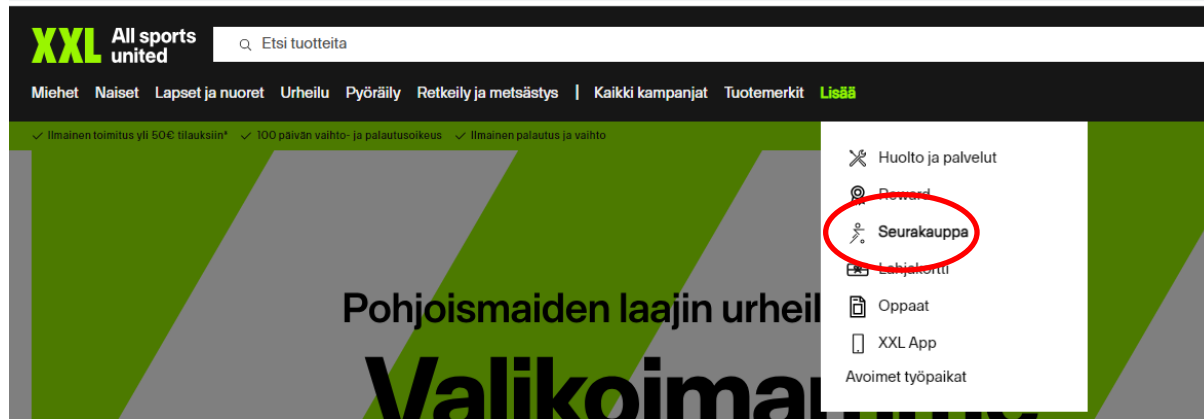 XXL All sports united
Etsi tuotteita
Miehet Naiset Lapset ja nuoret Urheilu Pyöräily Retkeily ja metsästys | Kaikki kampanjat Tuotemerkit Lisää
Ilmainen toimitus yli 50€ tilauksiin* 100 päivän vaihto- ja palautusoikeus Ilmainen palautus ja vaihto
Huolto ja palvelut
Reward
Seurakauppa
Lahjakortti
Oppaat
XXL App
Avoimet työpaikat
Pohjoismaiden laajin urheil